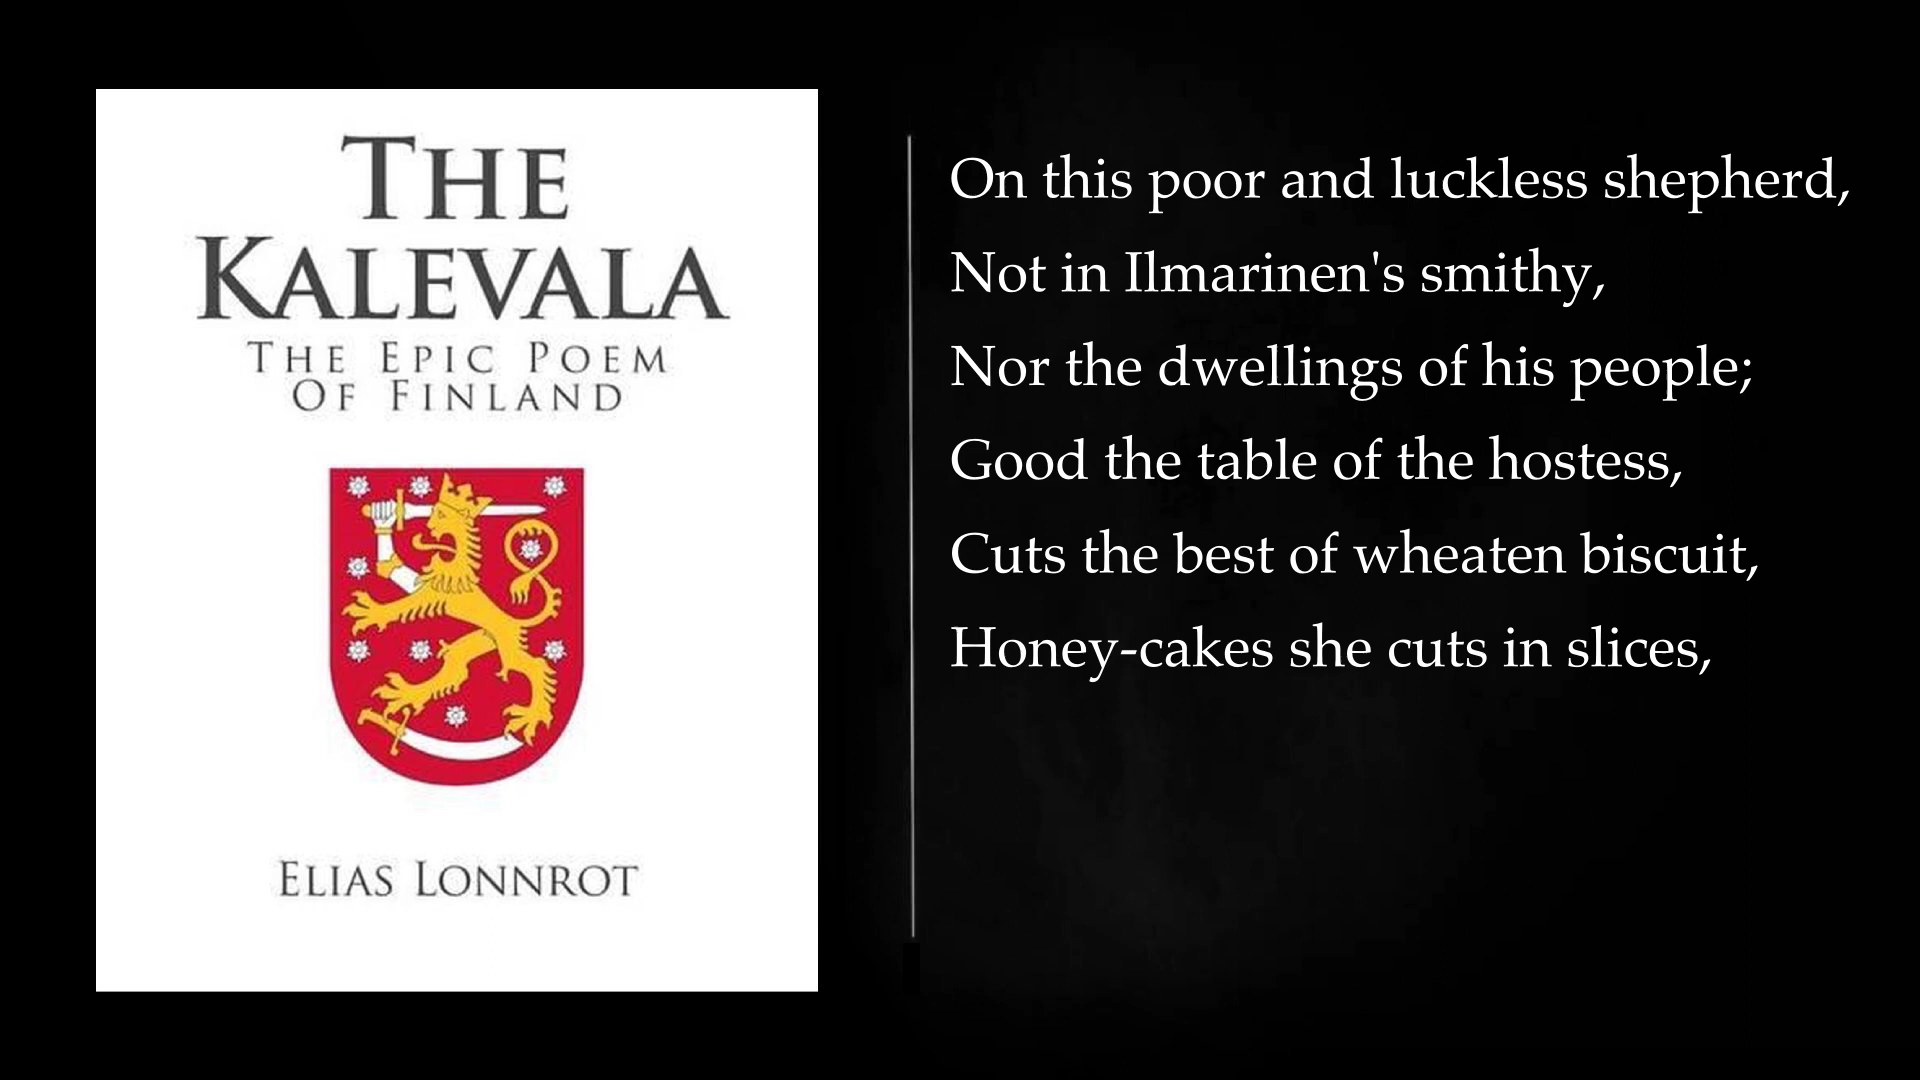 THE
KALEVALA
THE EPIC POEM
OF FINLAND
ELIAS LONNROT
On this poor and luckless shepherd,
Not in Ilmarinen's smithy,
Nor the dwellings of his people;
Good the table of the hostess,
Cuts the best of wheaten biscuit,
Honey-cakes she cuts in slices,